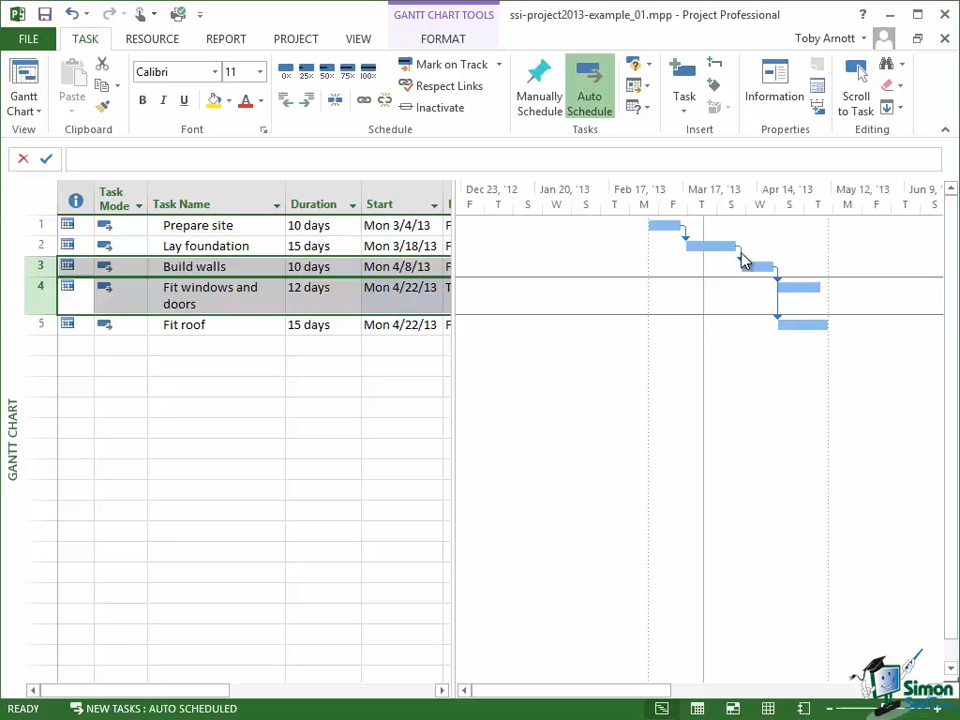 GANTT CHART TOOLS
ssi-project2013-example_01.mpp - Project Professional
?
FILE TASK RESOURCE REPORT PROJECT VIEW FORMAT
Toby Arnott
Gantt Chart
View
Paste
Clipboard
Calibri 11
B I U A
Font
0% 25% 50% 75% 100%
Mark on Track
Respect Links
Inactivate
Schedule
Manually Schedule
Auto Schedule
Tasks
Task
Insert
Information
Properties
Scroll to Task
Editing
Task Mode
Task Name
Duration
Start
Dec 23, '12 Jan 20, '13 Feb 17, '13 Mar 17, '13 Apr 14, '13 May 12, '13 Jun 9, '
F T S W S M F T S W S T M F T S
1 Prepare site 10 days Mon 3/4/13 F
2 Lay foundation 15 days Mon 3/18/13 F
3 Build walls 10 days Mon 4/8/13 F
4 Fit windows and doors 12 days Mon 4/22/13 T
5 Fit roof 15 days Mon 4/22/13 F
GANTT CHART
READY
NEW TASKS : AUTO SCHEDULED
Simon